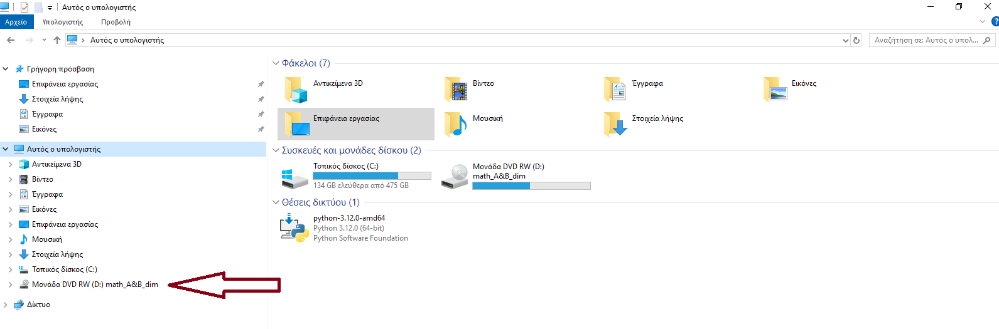 Αυτός ο υπολογιστής
Αρχείο Υπολογιστής Προβολή
Αυτός ο υπολογιστής
Αναζήτηση σε: Αυτός ο υπολ...
Γρήγορη πρόσβαση
Επιφάνεια εργασίας
Στοιχεία λήψης
Έγγραφα
Εικόνες
Αυτός ο υπολογιστής
Αντικείμενα 3D
Βίντεο
Έγγραφα
Εικόνες
Επιφάνεια εργασίας
Μουσική
Στοιχεία λήψης
Τοπικός δίσκος (C:)
Μονάδα DVD RW (D:) math_A&B_dim
Δίκτυο
Φάκελοι (7)
Αντικείμενα 3D
Βίντεο
Έγγραφα
Εικόνες
Επιφάνεια εργασίας
Μουσική
Στοιχεία λήψης
Συσκευές και μονάδες δίσκου (2)
Τοπικός δίσκος (C:)
134 GB ελεύθερα από 475 GB
Μονάδα DVD RW (D:)
math_A&B_dim
Θέσεις δικτύου (1)
python-3.12.0-amd64
Python 3.12.0 (64-bit)
Python Software Foundation